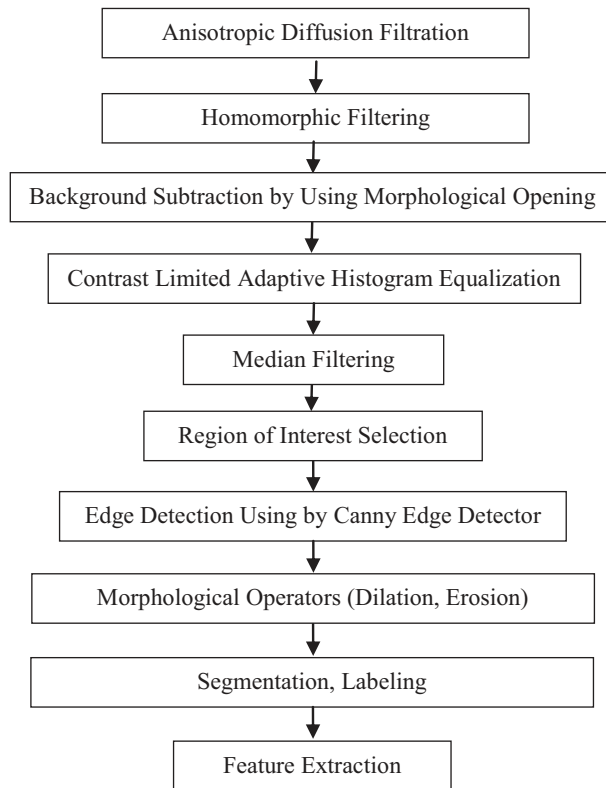 Anisotropic Diffusion Filtration
Homomorphic Filtering
Background Subtraction by Using Morphological Opening
Contrast Limited Adaptive Histogram Equalization
Median Filtering
Region of Interest Selection
Edge Detection Using by Canny Edge Detector
Morphological Operators (Dilation, Erosion)
Segmentation, Labeling
Feature Extraction